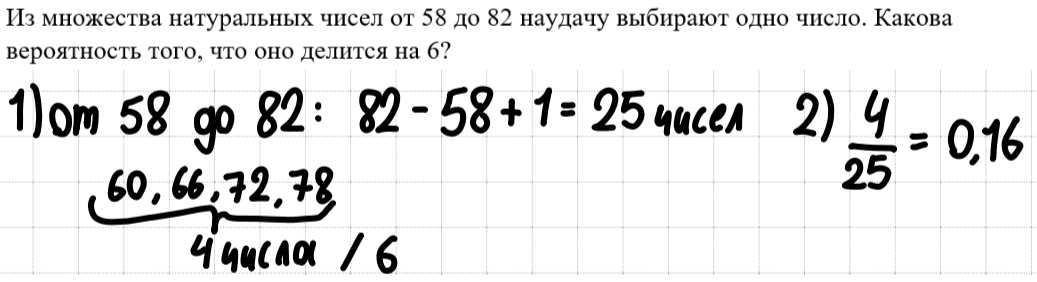 Из множества натуральных чисел от 58 до 82 наудачу выбирают одно число. Какова
вероятность того, что оно делится на 6?
1) от 58 до 82: 82 - 58 + 1 = 25 чисел 2) 4/25 = 0,16
60, 66, 72, 78
4 числа / 6